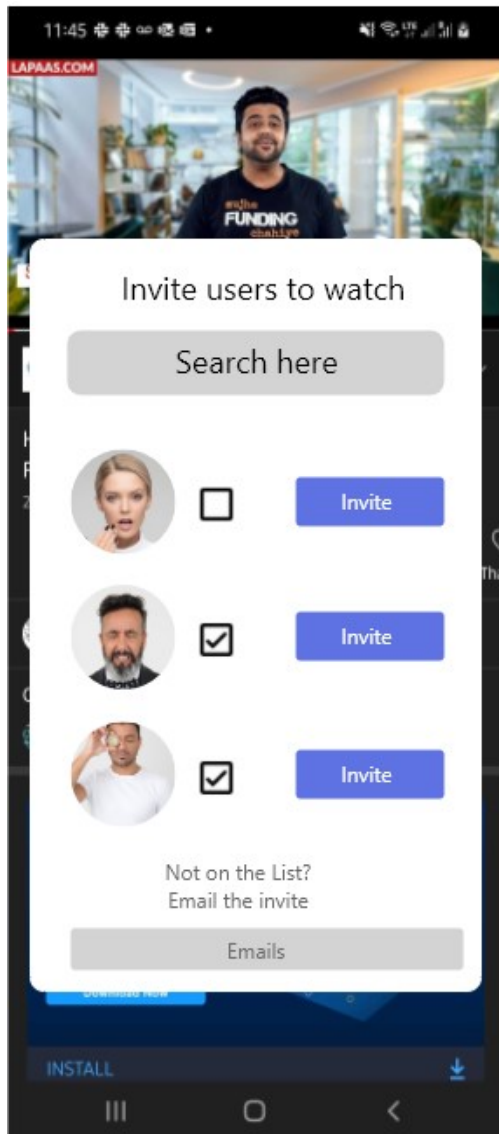 11:45
LAPAAS.COM
mujhe
FUNDING
chahiye
Invite users to watch
Search here
Invite
Invite
Invite
Not on the List?
Email the invite
Emails
Download Now
INSTALL